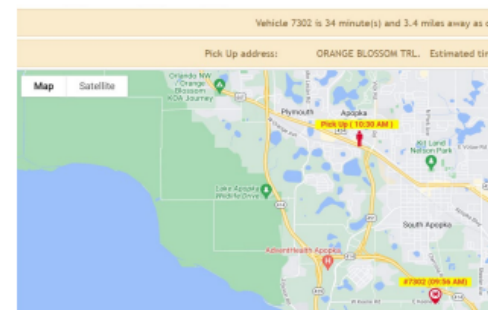 Vehicle 7302 is 34 minute(s) and 3.4 miles away as
Pick Up address: ORANGE BLOSSOM TRL. Estimated
Map Satellite
Orlando NW
Orange
Blossom
KOA Journey
Plymouth
Apopka
Pick Up ( 10:30 AM )
Kit Land
Nelson Park
Lake Apopka
Wildlife Drive
South Apopka
AdventHealth Apopka
#7302 (09:56 AM)